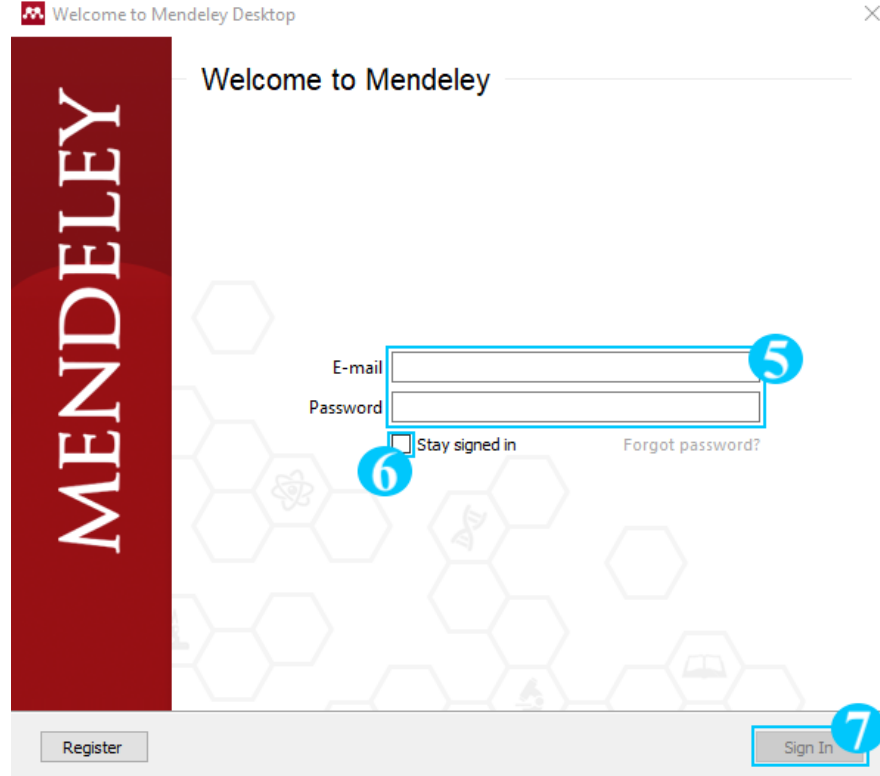 Welcome to Mendeley Desktop
Welcome to Mendeley
MENDELEY
E-mail
5
Password
6
Stay signed in
Forgot password?
Register
Sign In
7